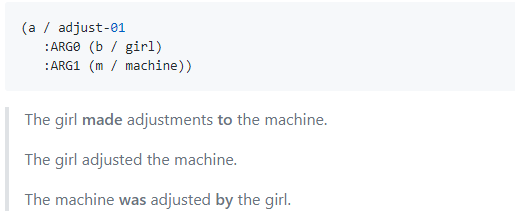 (a / adjust-01
:ARG0 (b / girl)
:ARG1 (m / machine))
The girl made adjustments to the machine.
The girl adjusted the machine.
The machine was adjusted by the girl.